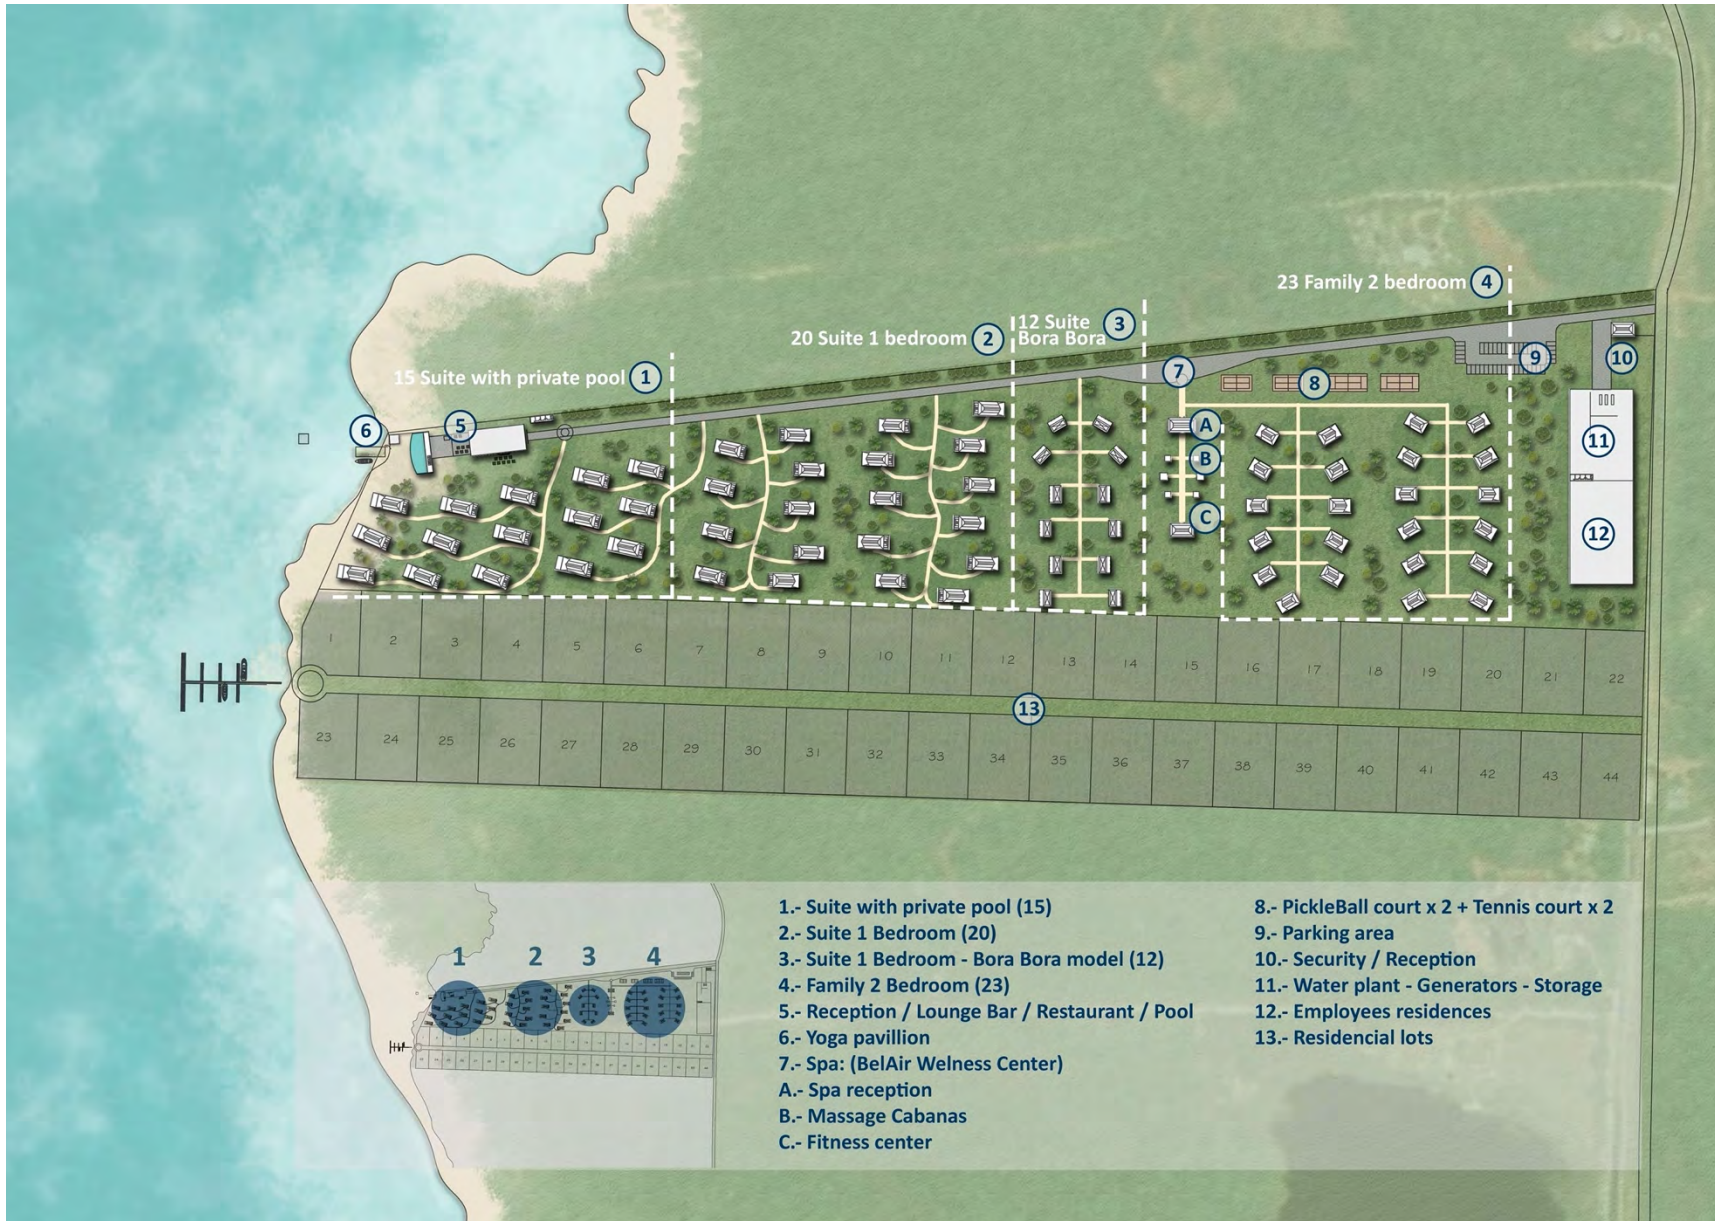 23 Family 2 bedroom 4
12 Suite 3
Bora Bora
20 Suite 1 bedroom 2
15 Suite with private pool 1
9
10
7
8
6
5
A
11
B
C
12
1 2 3 4 5 6 7 8 9 10 11 12 13 14 15 16 17 18 19 20 21 22
13
23 24 25 26 27 28 29 30 31 32 33 34 35 36 37 38 39 40 41 42 43 44
1 2 3 4
1.- Suite with private pool (15)
2.- Suite 1 Bedroom (20)
3.- Suite 1 Bedroom - Bora Bora model (12)
4.- Family 2 Bedroom (23)
5.- Reception / Lounge Bar / Restaurant / Pool
6.- Yoga pavillion
7.- Spa: (BelAir Welness Center)
A.- Spa reception
B.- Massage Cabanas
C.- Fitness center
8.- PickleBall court x 2 + Tennis court x 2
9.- Parking area
10.- Security / Reception
11.- Water plant - Generators - Storage
12.- Employees residences
13.- Residencial lots